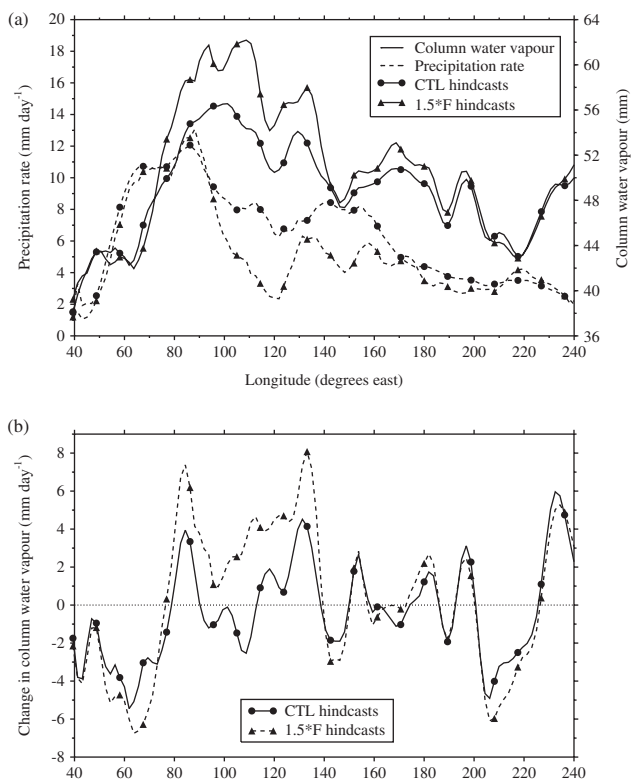 (a)
20
18
16
14
12
10
8
6
4
2
0
Precipitation rate (mm day-1)
64
60
56
52
48
44
40
36
Column water vapour (mm)
Column water vapour
Precipitation rate
CTL hindcasts
1.5*F hindcasts
40 60 80 100 120 140 160 180 200 220 240
Longitude (degrees east)
(b)
8
6
4
2
0
-2
-4
-6
-8
Change in column water vapour (mm day-1)
CTL hindcasts
1.5*F hindcasts
40 60 80 100 120 140 160 180 200 220 240